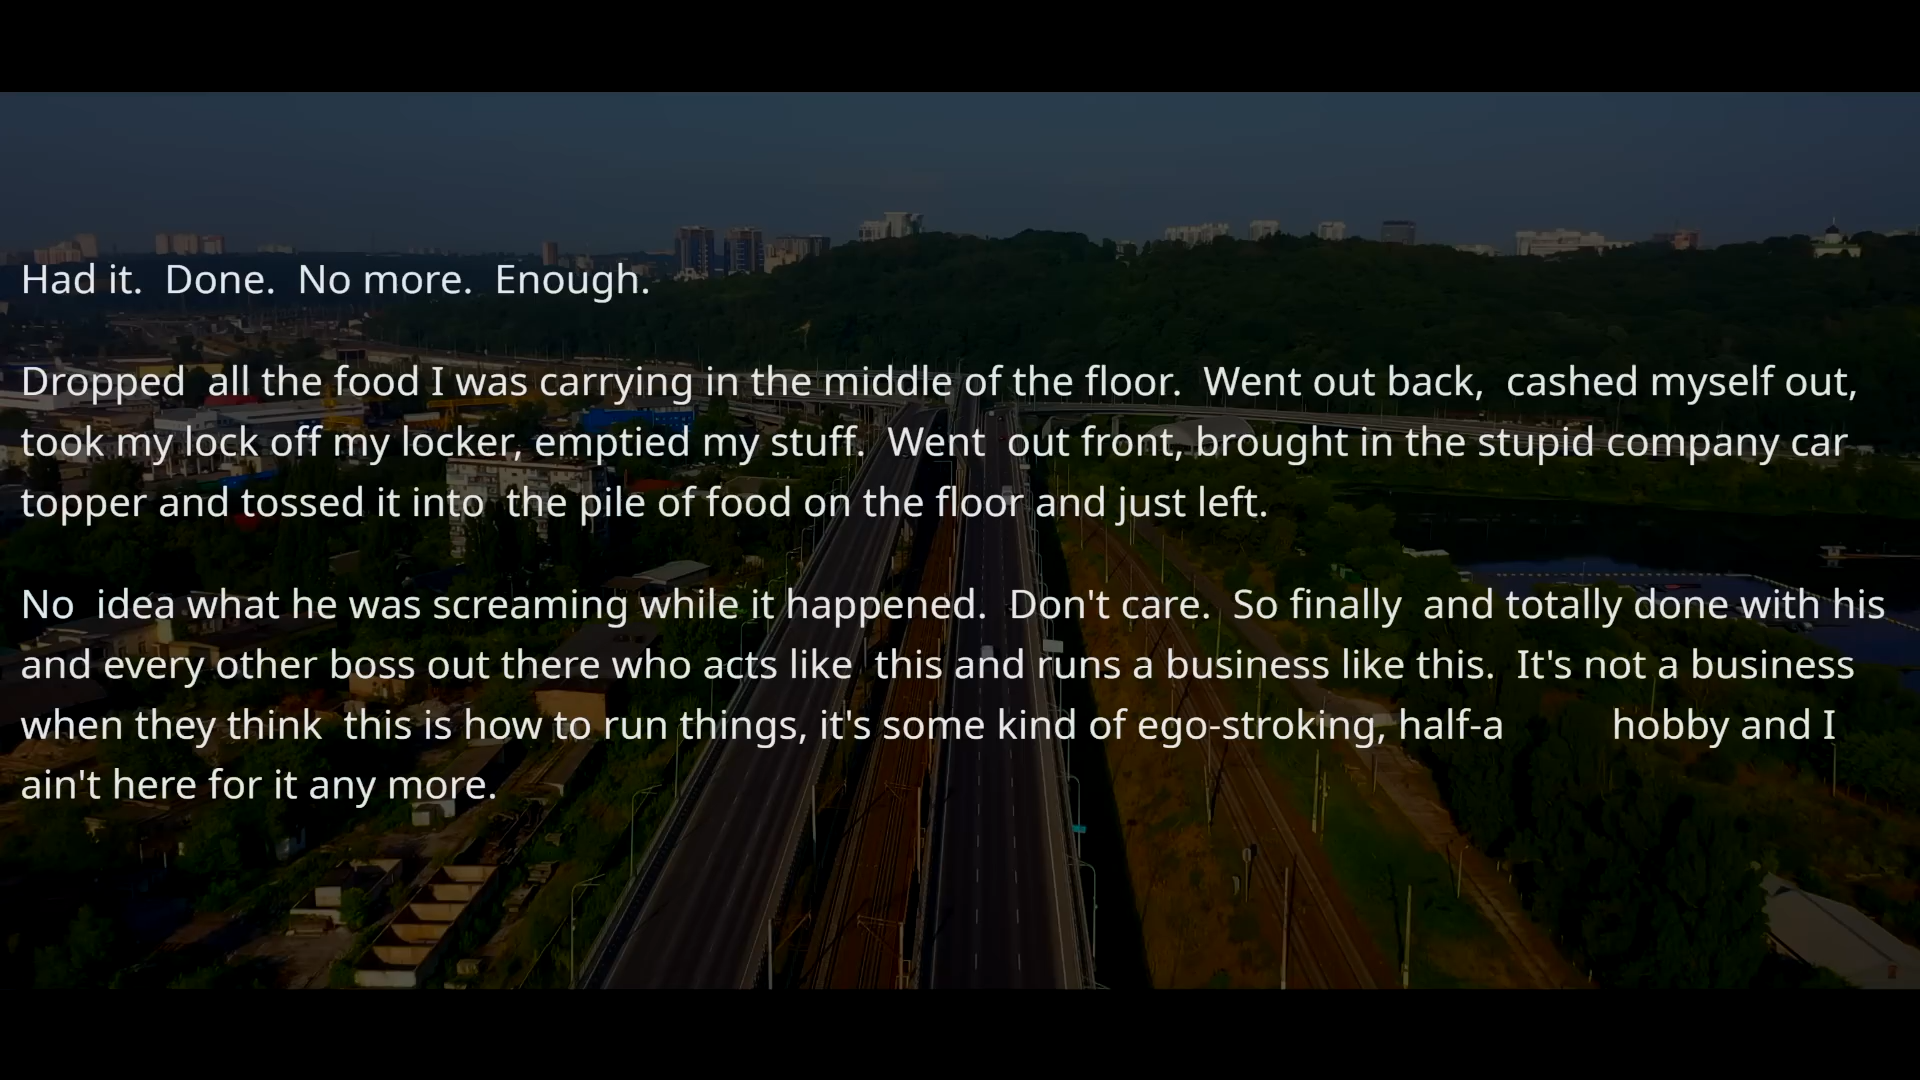 Had it.  Done.  No more.  Enough.
Dropped  all the food I was carrying in the middle of the floor.  Went out back,  cashed myself out,
took my lock off my locker, emptied my stuff.  Went  out front, brought in the stupid company car
topper and tossed it into  the pile of food on the floor and just left.
No  idea what he was screaming while it happened.  Don't care.  So finally  and totally done with his
and every other boss out there who acts like  this and runs a business like this.  It's not a business
when they think  this is how to run things, it's some kind of ego-stroking, half-a          hobby and I
ain't here for it any more.